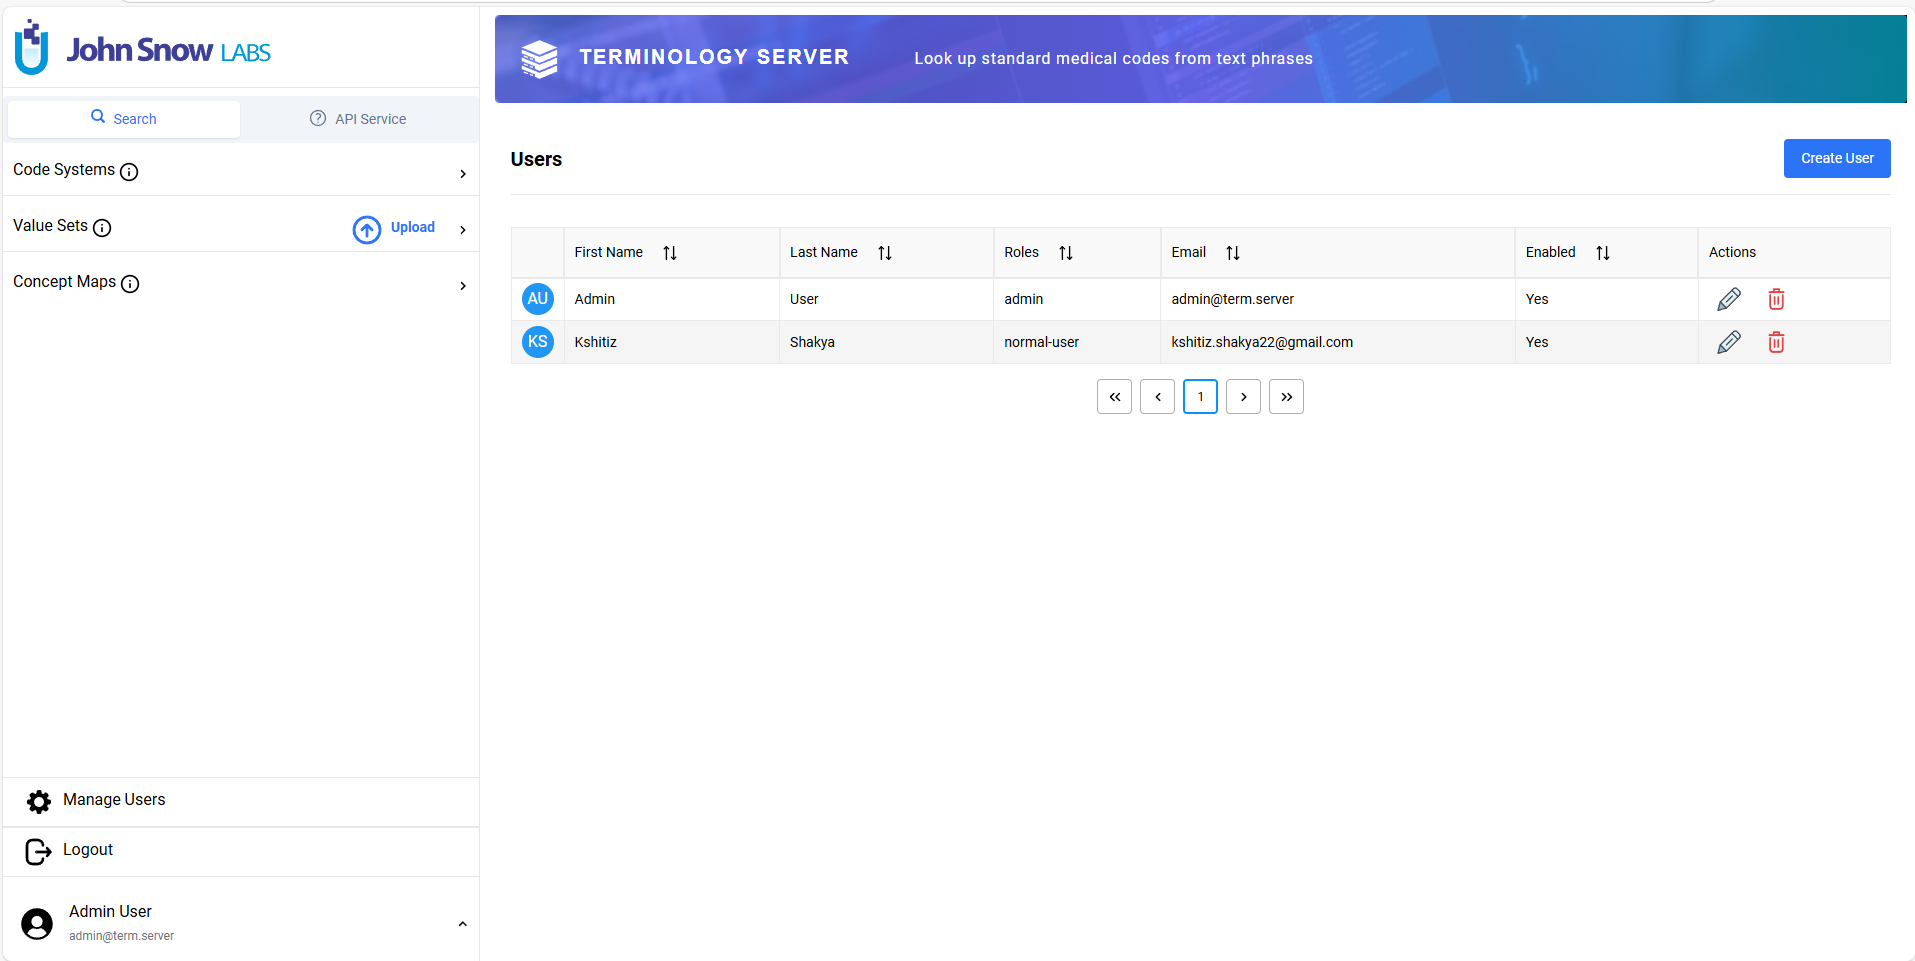 John Snow LABS
TERMINOLOGY SERVER
Look up standard medical codes from text phrases
Search
API Service
Code Systems
Value Sets
Upload
Concept Maps
Users
Create User
First Name Last Name Roles Email Enabled Actions
AU Admin User admin admin@term.server Yes
KS Kshitiz Shakya normal-user kshitiz.shakya22@gmail.com Yes
« ‹ 1 › »
Manage Users
Logout
Admin User
admin@term.server